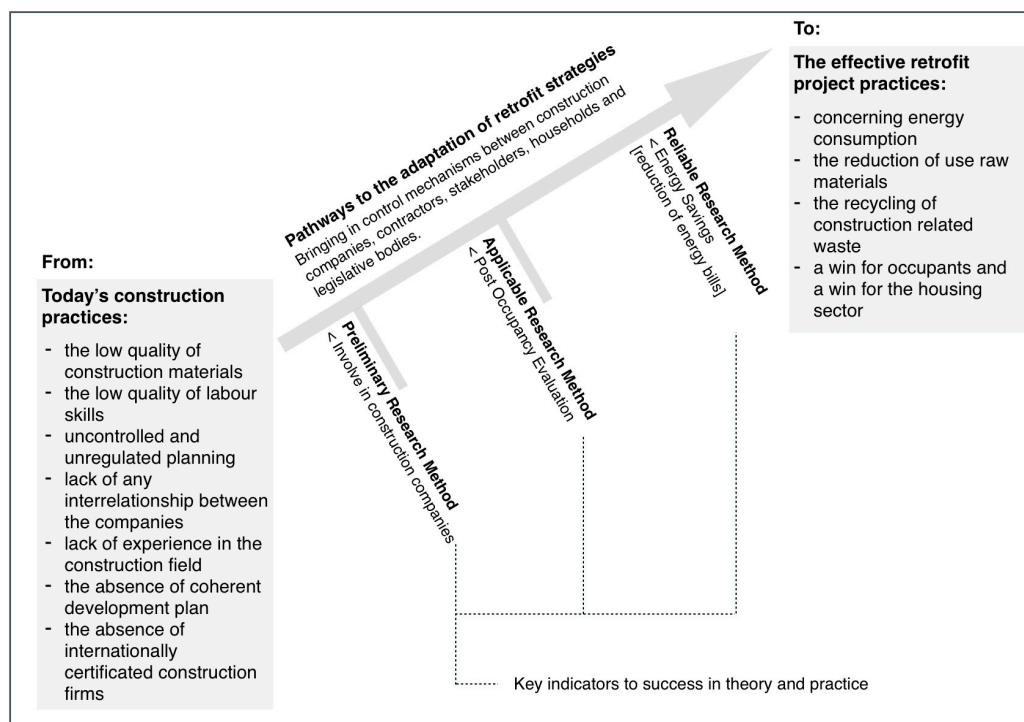 To:
The effective retrofit
project practices:
- concerning energy
consumption
- the reduction of use raw
materials
- the recycling of
construction related
waste
- a win for occupants and
a win for the housing
sector
Pathways to the adaptation of retrofit strategies
Bringing in control mechanisms between construction
companies, contractors, stakeholders, households and
legislative bodies.
Reliable Research Method
< Energy Savings
[reduction of energy bills]
Applicable Research Method
< Post Occupancy Evaluation
Preliminary Research Method
< Involve in construction companies
From:
Today's construction
practices:
- the low quality of
construction materials
- the low quality of labour
skills
- uncontrolled and
unregulated planning
- lack of any
interrelationship between
the companies
- lack of experience in the
construction field
- the absence of coherent
development plan
- the absence of
internationally
certificated construction
firms
Key indicators to success in theory and practice